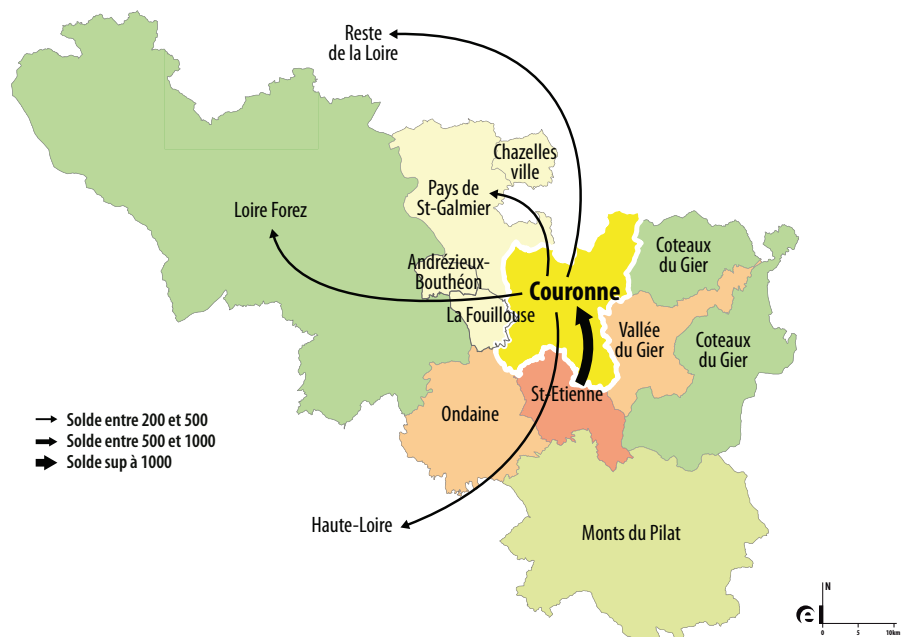 Reste
de la Loire
Chazelles
ville
Pays de
St-Galmier
Loire Forez
Coteaux
du Gier
Andrézieux-
Bouthéon
Couronne
La Fouillouse
Vallée
du Gier
Coteaux
du Gier
St-Etienne
Ondaine
Solde entre 200 et 500
Solde entre 500 et 1000
Solde sup à 1000
Haute-Loire
Monts du Pilat
N
0 5 10km